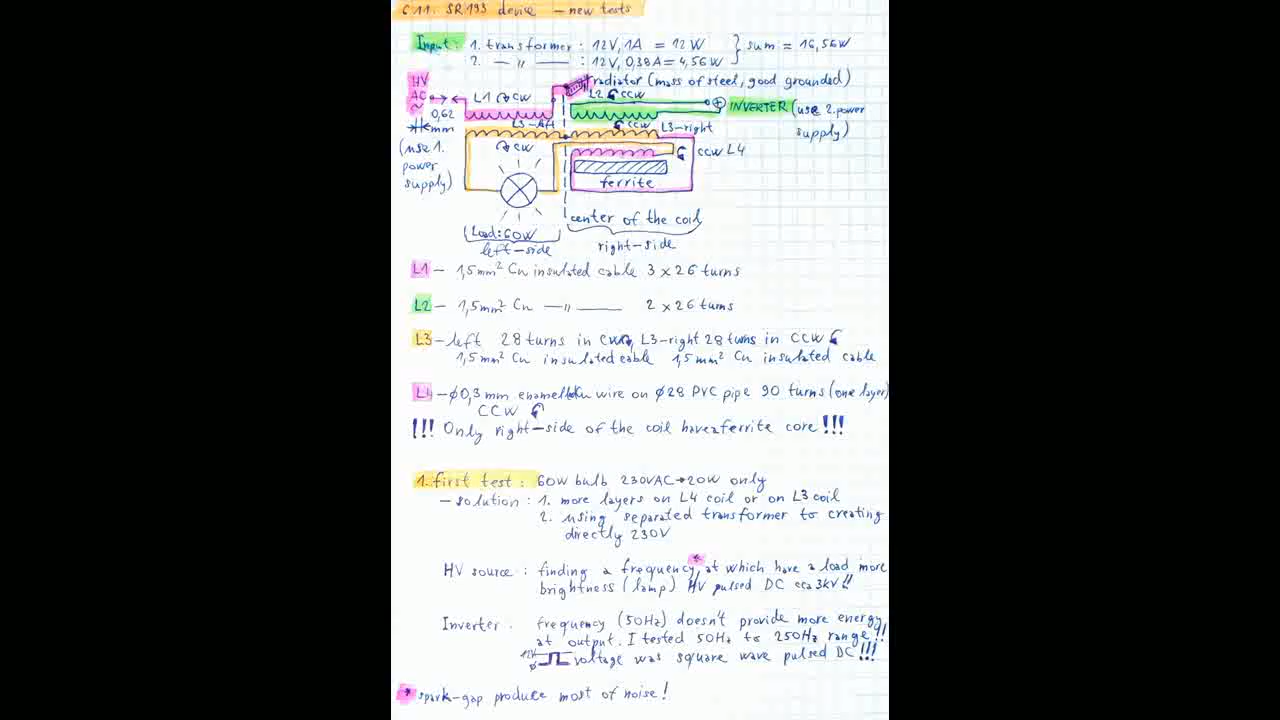 C11. SR193 device - new tests
Input: 1. transformer: 12V, 1A = 12W } sum = 16,56W
2. — " — : 12V, 0,38A = 4,56W
HV
AC
~
radiator (mass of steel, good grounded)
L1 CW
L2 CCW
0,62
mm
INVERTER (use 2. power
supply)
L3-left
CCW
L3-right
(use 1.
power
supply)
CW
CCW L4
ferrite
center of the coil
Load: 60W
left-side
right-side
L1 - 1,5mm² Cu insulated cable 3 x 26 turns
L2 - 1,5mm² Cu — " — 2 x 26 turns
L3 - left 28 turns in CW, L3-right 28 turns in CCW
1,5mm² Cu insulated cable 1,5mm² Cu insulated cable
L4 - ϕ0,3mm enamelled Cu wire on ϕ28 PVC pipe 90 turns (one layer)
CCW
!!! Only right-side of the coil have a ferrite core !!!
1. first test: 60W bulb 230VAC → 20W only
- solution: 1. more layers on L4 coil or on L3 coil
2. using separated transformer to creating
directly 230V
HV source: finding a frequency* at which have a load more
brightness (lamp) HV pulsed DC cca 3kV!!
Inverter. frequency (50Hz) doesn't provide more energy
at output. I tested 50Hz to 250Hz range!!
12V
0
voltage was square wave pulsed DC!!!
* spark-gap produce most of noise!